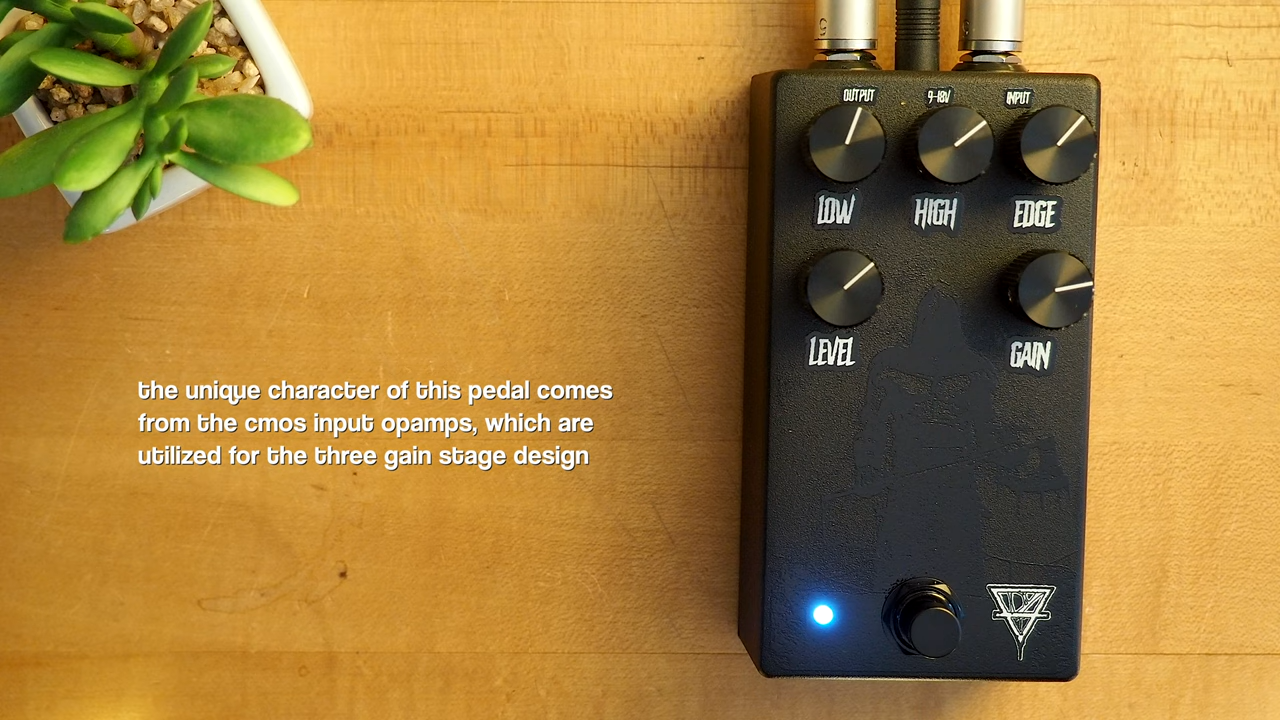 the unique character of this pedal comes
from the cmos input opamps, which are
utilized for the three gain stage design
OUTPUT 9-18V INPUT
LOW HIGH EDGE
LEVEL GAIN